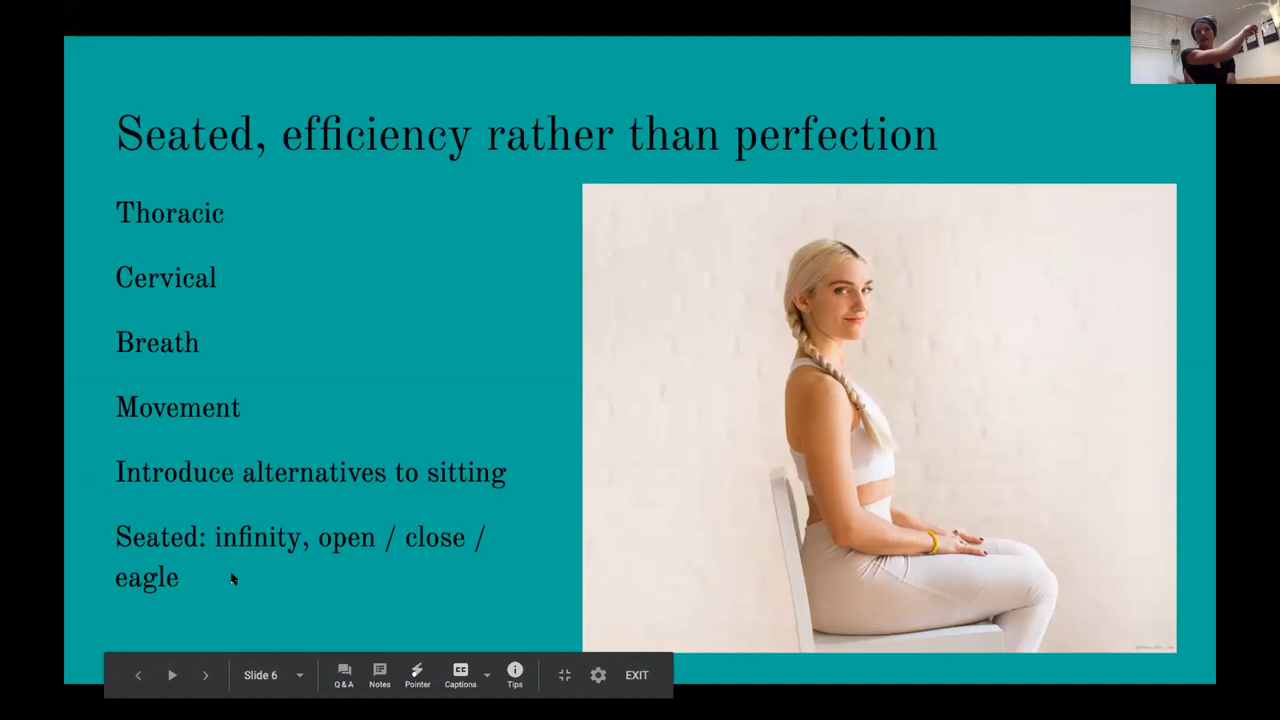 Seated, efficiency rather than perfection
Thoracic
Cervical
Breath
Movement
Introduce alternatives to sitting
Seated: infinity, open / close /
eagle
Slide 6
Q&A
Notes
Pointer
Captions
Tips
EXIT